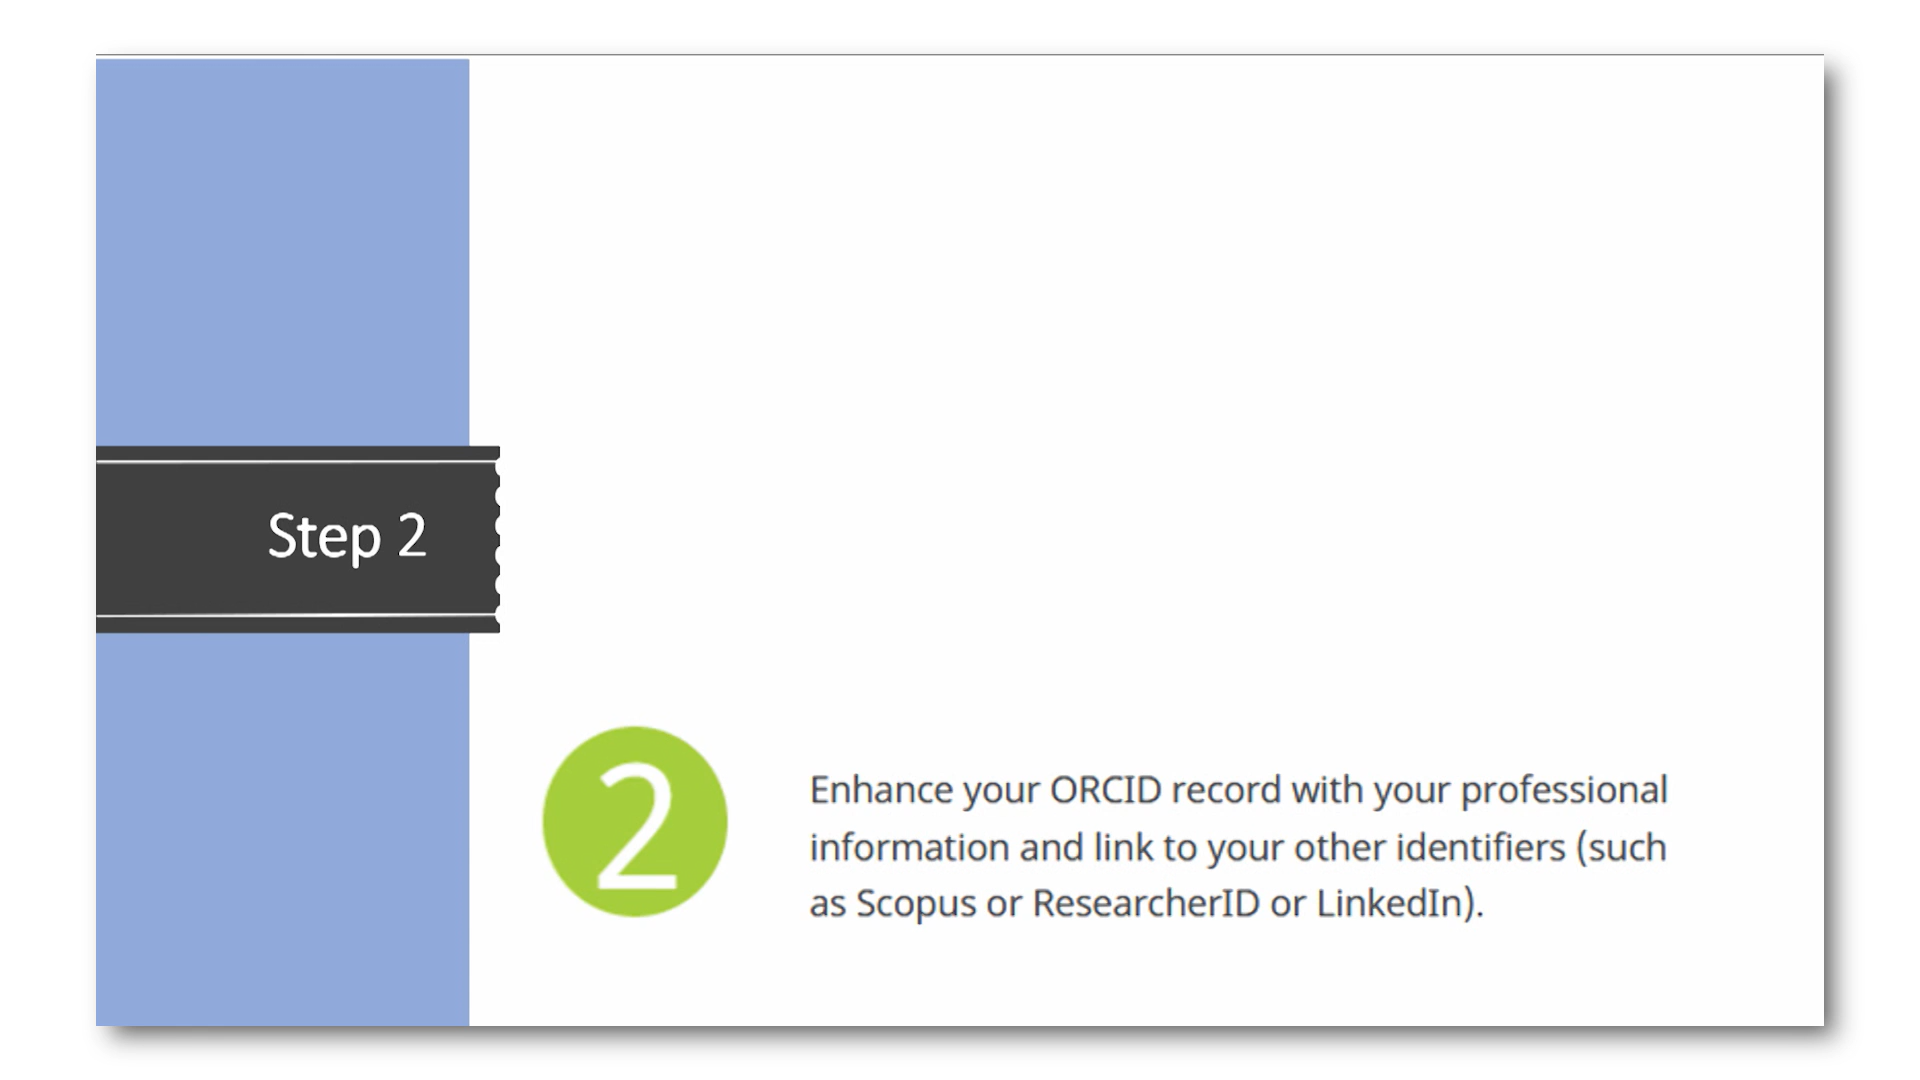 Step 2
2
Enhance your ORCID record with your professional
information and link to your other identifiers (such
as Scopus or ResearcherID or LinkedIn).